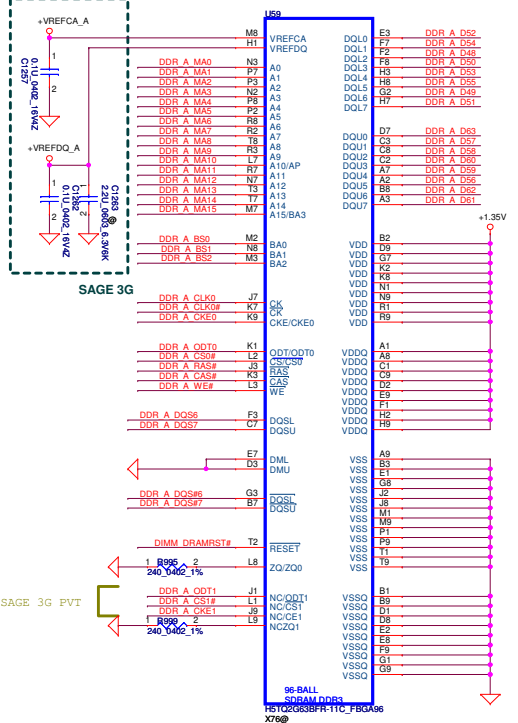 U59
+VREFCA_A
M8 VREFCA
H1 VREFDQ
1
2
0.1U_0402_16V4Z
C1257
+VREFDQ_A
1
2
C1262
0.1U_0402_16V4Z
1
2
C1263
2.2U_0603_6.3V6K
@
SAGE 3G
DDR_A_MA0 N3 A0
DDR_A_MA1 P7 A1
DDR_A_MA2 P3 A2
DDR_A_MA3 N2 A3
DDR_A_MA4 P8 A4
DDR_A_MA5 P2 A5
DDR_A_MA6 R8 A6
DDR_A_MA7 R2 A7
DDR_A_MA8 T8 A8
DDR_A_MA9 R3 A9
DDR_A_MA10 L7 A10/AP
DDR_A_MA11 R7 A11
DDR_A_MA12 N7 A12
DDR_A_MA13 T3 A13
DDR_A_MA14 T7 A14
DDR_A_MA15 M7 A15/BA3
DDR_A_BS0 M2 BA0
DDR_A_BS1 N8 BA1
DDR_A_BS2 M3 BA2
DDR_A_CLK0 J7 CK
DDR_A_CLK0# K7 CK
DDR_A_CKE0 K9 CKE/CKE0
DDR_A_ODT0 K1 ODT/ODT0
DDR_A_CS0# L2 CS/CS0
DDR_A_RAS# J3 RAS
DDR_A_CAS# K3 CAS
DDR_A_WE# L3 WE
DDR_A_DQS6 F3 DQSL
DDR_A_DQS7 C7 DQSU
E7 DML
D3 DMU
DDR_A_DQS#6 G3 DQSL
DDR_A_DQS#7 B7 DQSU
DIMM_DRAMRST# T2 RESET
1 R995 2 L8 ZQ/ZQ0
240_0402_1%
SAGE 3G PVT
DDR_A_ODT1 J1 NC/ODT1
DDR_A_CS1# L1 NC/CS1
DDR_A_CKE1 J9 NC/CE1
1 R999 2 L9 NCZQ1
240_0402_1%
DQL0 E3 DDR_A_D52
DQL1 F7 DDR_A_D54
DQL2 F2 DDR_A_D48
DQL3 F8 DDR_A_D50
DQL4 H3 DDR_A_D53
DQL5 H8 DDR_A_D55
DQL6 G2 DDR_A_D49
DQL7 H7 DDR_A_D51
DQU0 D7 DDR_A_D63
DQU1 C3 DDR_A_D57
DQU2 C8 DDR_A_D58
DQU3 C2 DDR_A_D60
DQU4 A7 DDR_A_D59
DQU5 A2 DDR_A_D56
DQU6 B8 DDR_A_D62
DQU7 A3 DDR_A_D61
+1.35V
VDD B2
VDD D9
VDD G7
VDD K2
VDD K8
VDD N1
VDD N9
VDD R1
VDD R9
VDDQ A1
VDDQ A8
VDDQ C1
VDDQ C9
VDDQ D2
VDDQ E9
VDDQ F1
VDDQ H2
VDDQ H9
VSS A9
VSS B3
VSS E1
VSS G8
VSS J2
VSS J8
VSS M1
VSS M9
VSS P1
VSS P9
VSS T1
VSS T9
VSSQ B1
VSSQ B9
VSSQ D1
VSSQ D8
VSSQ E2
VSSQ E8
VSSQ F9
VSSQ G1
VSSQ G9
96-BALL
SDRAM DDR3
H5TQ2G63BFR-11C_FBGA96
X76@